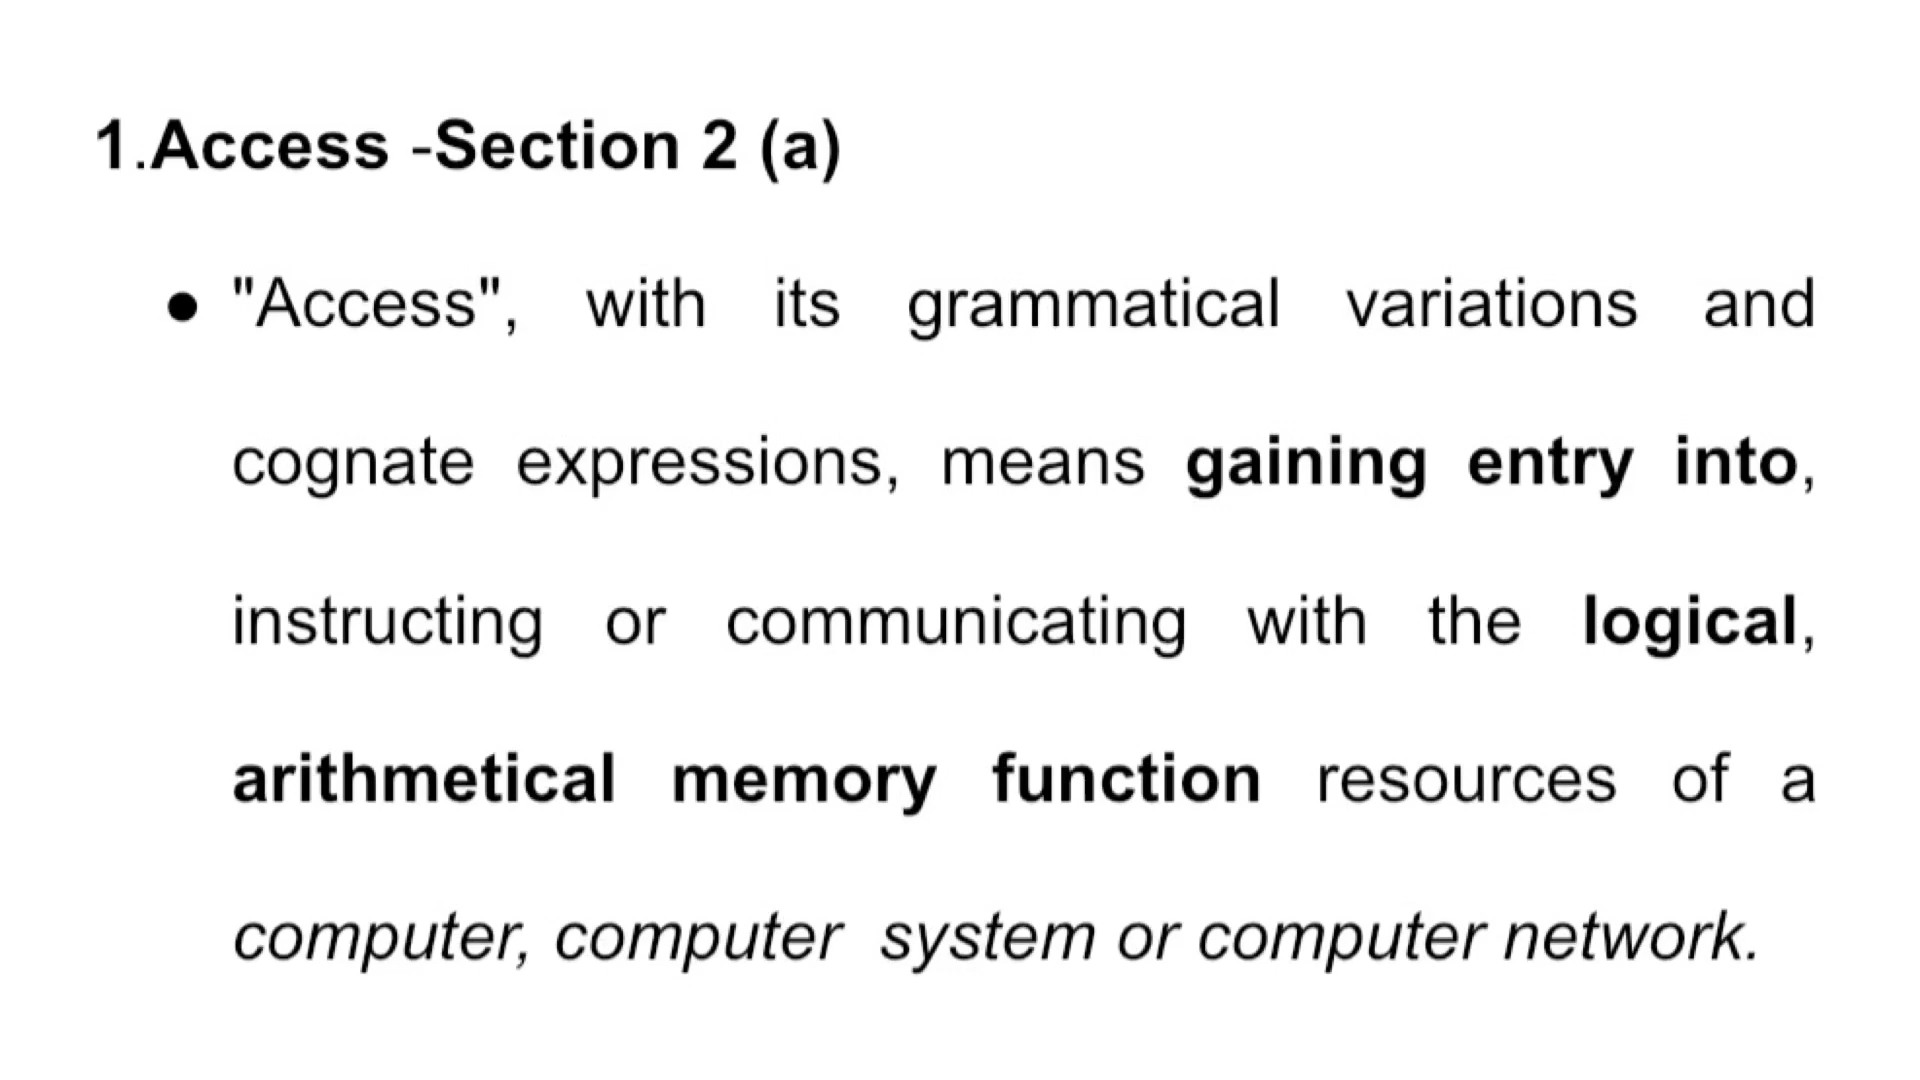 1.Access -Section 2 (a)
● "Access", with its grammatical variations and
cognate expressions, means gaining entry into,
instructing or communicating with the logical,
arithmetical memory function resources of a
computer, computer system or computer network.